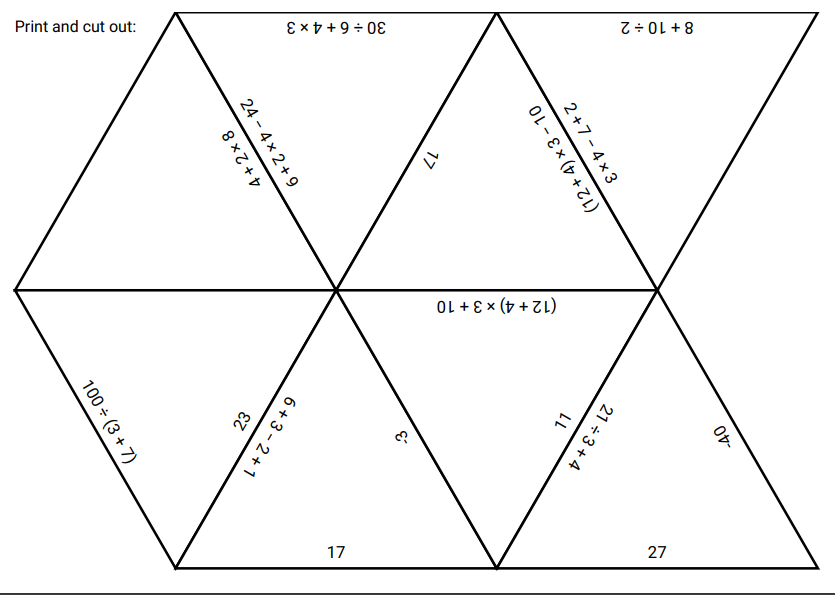 Print and cut out:
30 ÷ 6 + 4 × 3
8 + 10 ÷ 2
24 − 4 × 2 + 6
4 + 2 × 8
17
2 + 7 − 4 × 3
(12 + 4) × 3 − 10
(12 + 4) × 3 + 10
100 ÷ (3 + 7)
23
6 + 3 − 2 + 1
-3
11
21 ÷ 3 + 4
-40
17
27